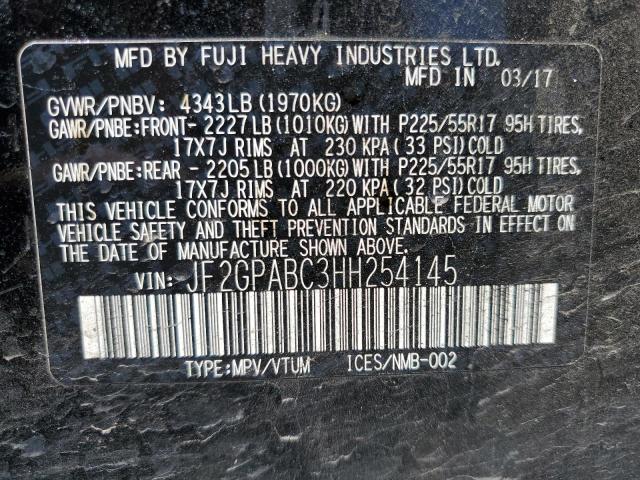 MFD BY FUJI HEAVY INDUSTRIES LTD.
MFD IN 03/17
GVWR/PNBV: 4343LB (1970KG)
GAWR/PNBE:FRONT- 2227LB (1010KG) WITH P225/55R17 95H TIRES,
17X7J RIMS AT 230 KPA (33 PSI) COLD
GAWR/PNBE:REAR - 2205LB (1000KG) WITH P225/55R17 95H TIRES,
17X7J RIMS AT 220 KPA (32 PSI) COLD
THIS VEHICLE CONFORMS TO ALL APPLICABLE FEDERAL MOTOR
VEHICLE SAFETY AND THEFT PREVENTION STANDARDS IN EFFECT ON
THE DATE OF MANUFACTURE SHOWN ABOVE.
VIN: JF2GPABC3HH254145
TYPE:MPV/VTUM ICES/NMB-002